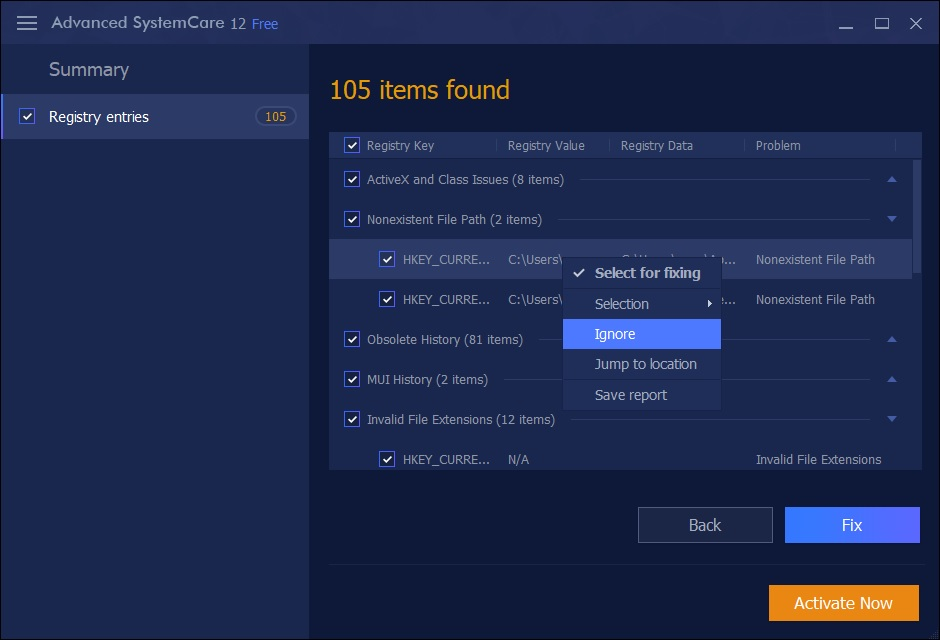 Advanced SystemCare 12 Free
Summary
Registry entries 105
105 items found
Registry Key Registry Value Registry Data Problem
ActiveX and Class Issues (8 items)
Nonexistent File Path (2 items)
HKEY_CURRE... C:\Users\ Nonexistent File Path
Select for fixing
HKEY_CURRE... C:\Users\ Nonexistent File Path
Selection
Ignore
Obsolete History (81 items)
Jump to location
MUI History (2 items)
Save report
Invalid File Extensions (12 items)
HKEY_CURRE... N/A Invalid File Extensions
Back Fix
Activate Now